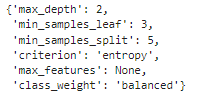 {'max_depth': 2,
'min_samples_leaf': 3,
'min_samples_split': 5,
'criterion': 'entropy',
'max_features': None,
'class_weight': 'balanced'}